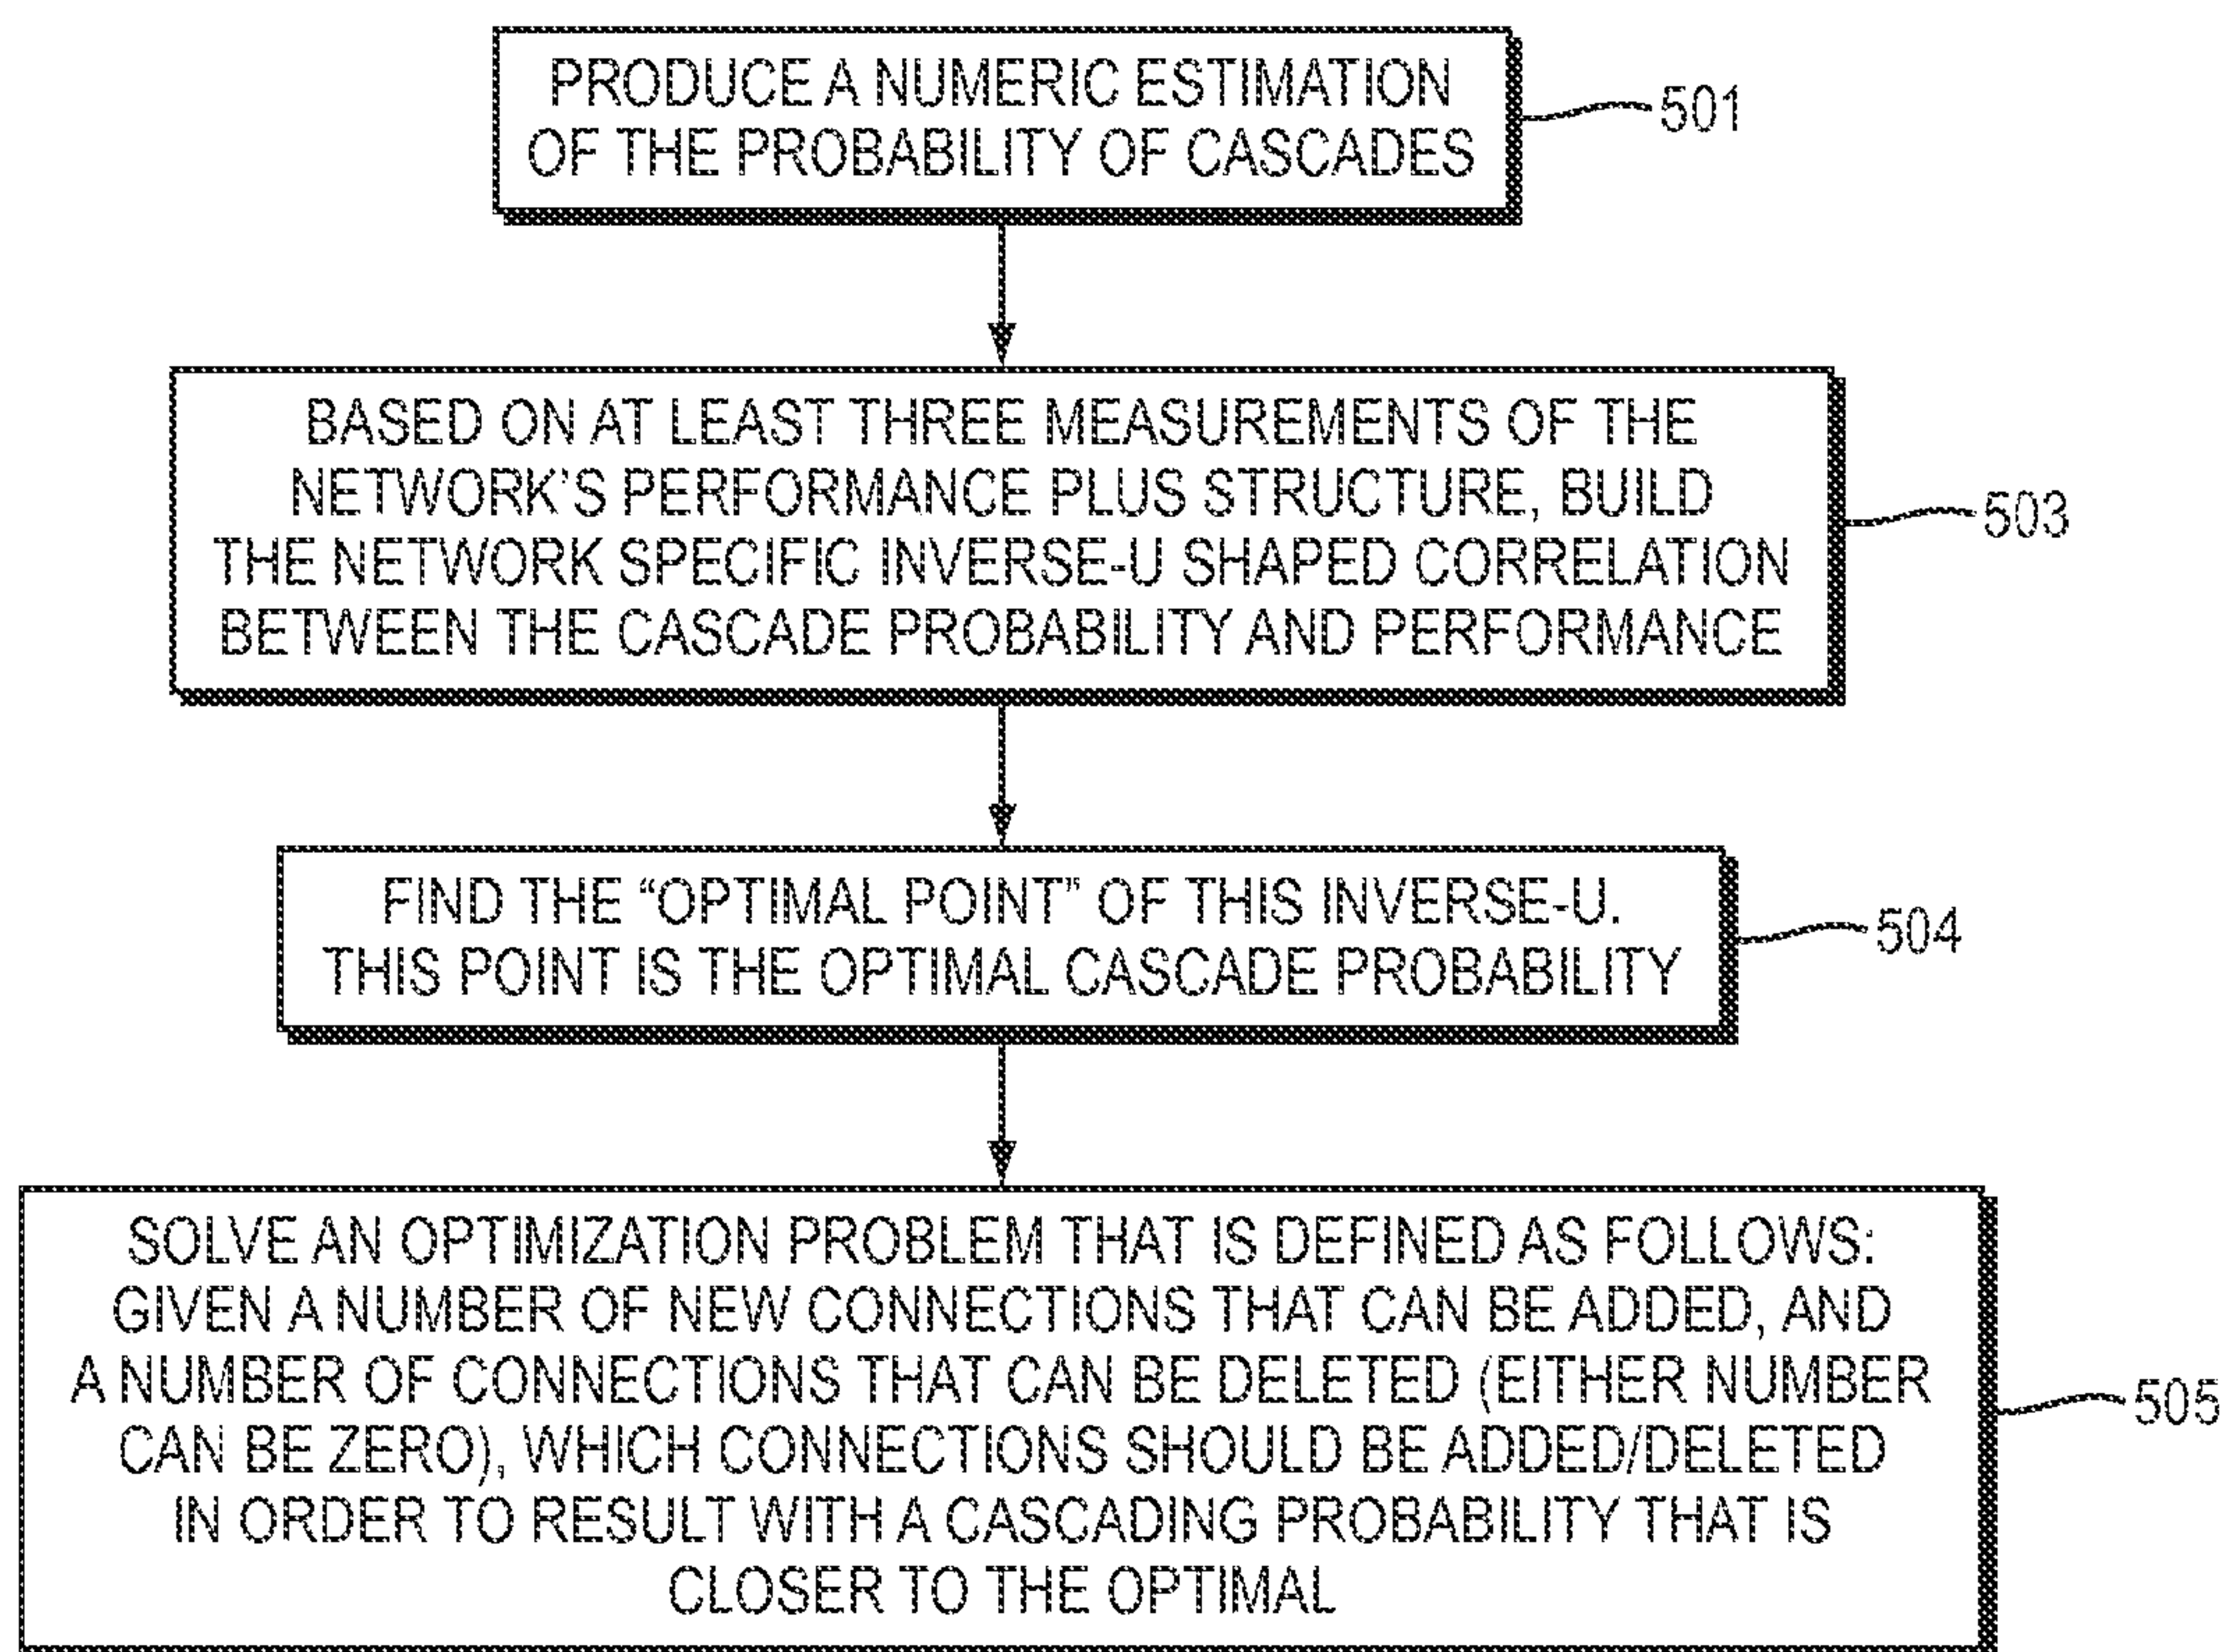 PRODUCE A NUMERIC ESTIMATION
OF THE PROBABILITY OF CASCADES
501
BASED ON AT LEAST THREE MEASUREMENTS OF THE
NETWORK'S PERFORMANCE PLUS STRUCTURE, BUILD
THE NETWORK SPECIFIC INVERSE-U SHAPED CORRELATION
BETWEEN THE CASCADE PROBABILITY AND PERFORMANCE
503
FIND THE “OPTIMAL POINT” OF THIS INVERSE-U.
THIS POINT IS THE OPTIMAL CASCADE PROBABILITY
504
SOLVE AN OPTIMIZATION PROBLEM THAT IS DEFINED AS FOLLOWS:
GIVEN A NUMBER OF NEW CONNECTIONS THAT CAN BE ADDED, AND
A NUMBER OF CONNECTIONS THAT CAN BE DELETED (EITHER NUMBER
CAN BE ZERO), WHICH CONNECTIONS SHOULD BE ADDED/DELETED
IN ORDER TO RESULT WITH A CASCADING PROBABILITY THAT IS
CLOSER TO THE OPTIMAL
505